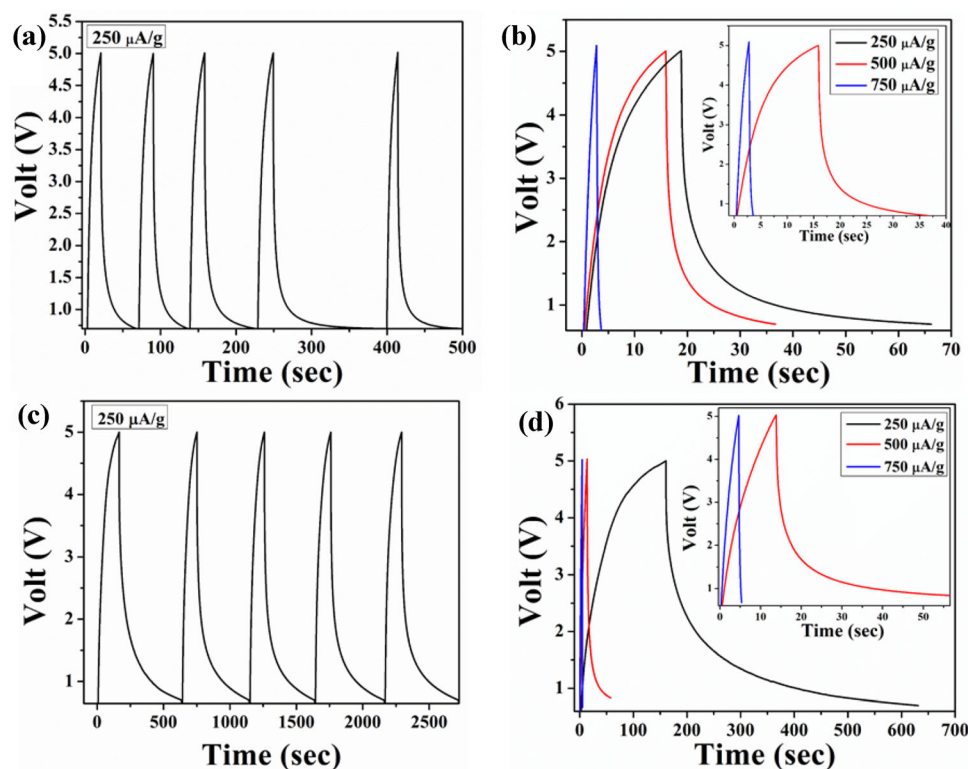 (a)
250 μA/g
5.5
5.0
4.5
4.0
3.5
3.0
2.5
2.0
1.5
1.0
Volt (V)
0 100 200 300 400 500
Time (sec)
(b)
250 μA/g
500 μA/g
750 μA/g
6
5
4
3
2
1
Volt (V)
0 10 20 30 40 50 60 70
Time (sec)
5
4
3
2
1
Volt (V)
0 5 10 15 20 25 30 35 40
Time (sec)
(c)
250 μA/g
5
4
3
2
1
Volt (V)
0 500 1000 1500 2000 2500
Time (sec)
(d)
250 μA/g
500 μA/g
750 μA/g
6
5
4
3
2
1
Volt (V)
0 100 200 300 400 500 600 700
Time (sec)
5
4
3
2
1
Volt (V)
0 10 20 30 40 50
Time (sec)